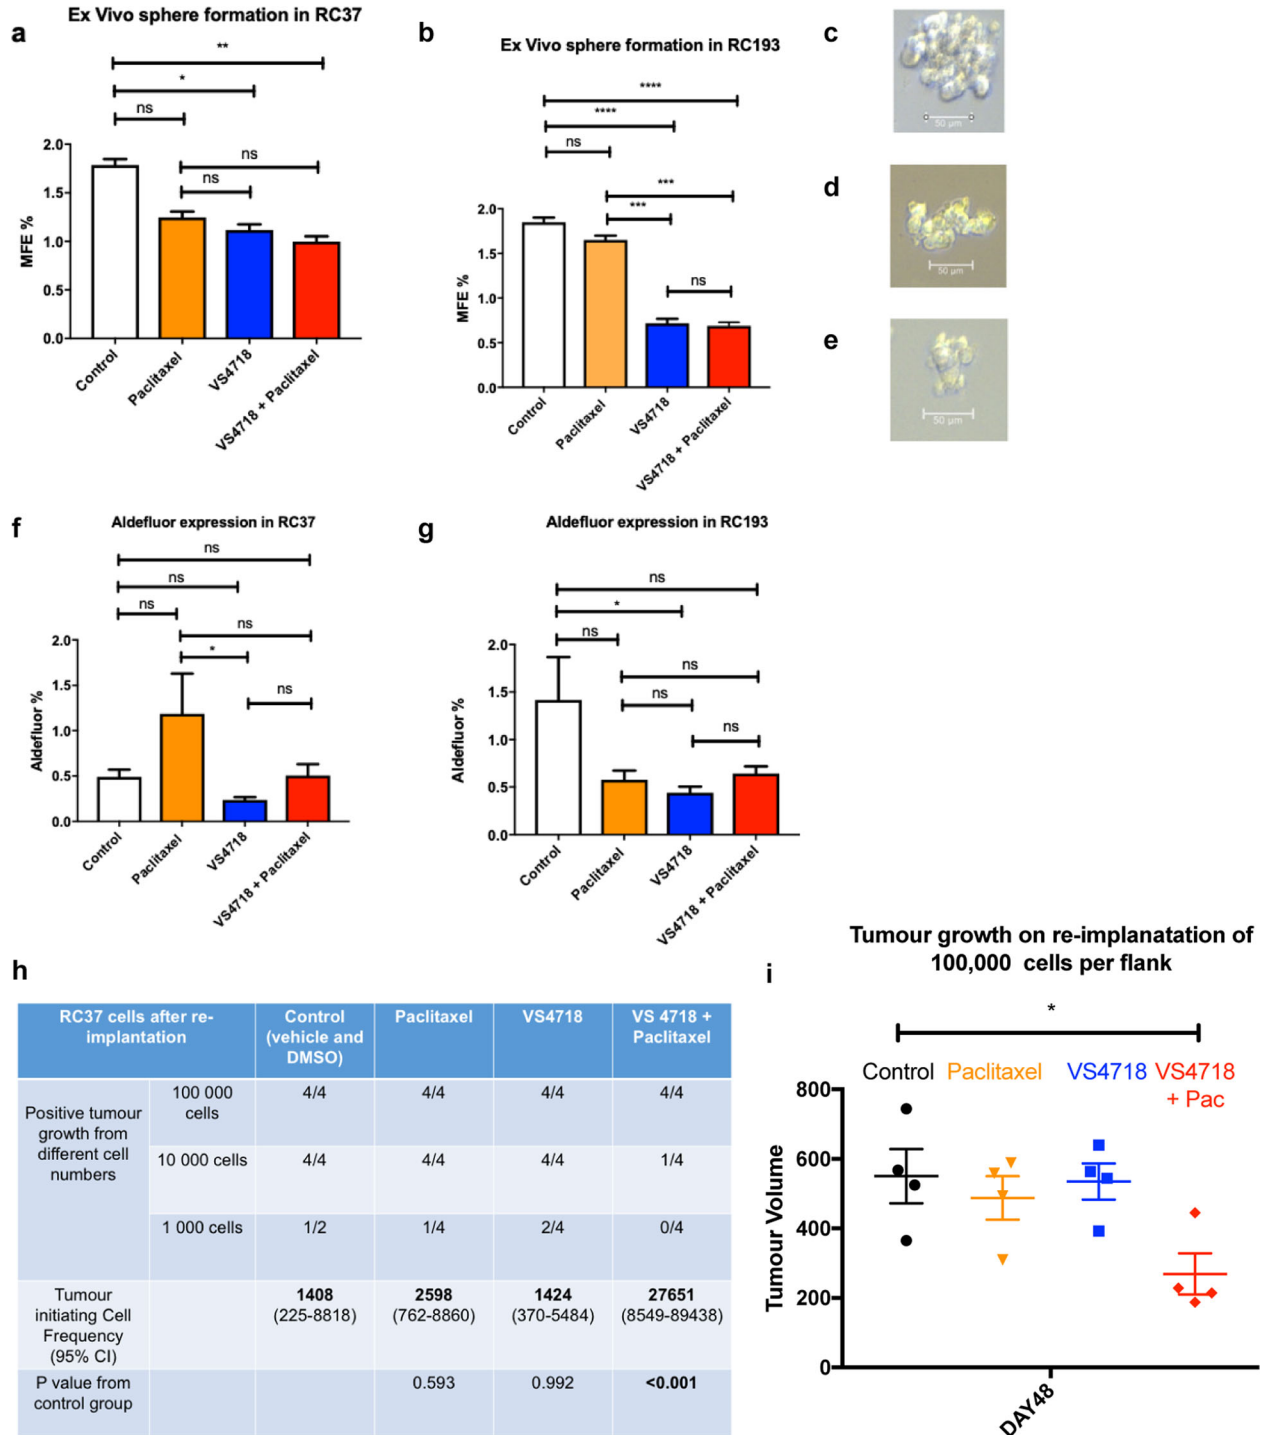 a
Ex Vivo sphere formation in RC37
**
*
ns
ns
ns
2.0
1.5
1.0
0.5
0.0
MFE %
Control
Paclitaxel
VS4718
VS4718 + Paclitaxel
b
Ex Vivo sphere formation in RC193
****
****
ns
***
***
ns
2.0
1.5
1.0
0.5
0.0
MFE %
Control
Paclitaxel
VS4718
VS4718 + Paclitaxel
c
50 µm
d
50 µm
e
50 µm
f
Aldefluor expression in RC37
ns
ns
ns
ns
*
ns
2.0
1.5
1.0
0.5
0.0
Aldefluor %
Control
Paclitaxel
VS4718
VS4718 + Paclitaxel
g
Aldefluor expression in RC193
ns
*
ns
ns
ns
ns
2.0
1.5
1.0
0.5
0.0
Aldefluor %
Control
Paclitaxel
VS4718
VS4718 + Paclitaxel
h
RC37 cells after re-
implantation
Control
(vehicle and
DMSO)
Paclitaxel
VS4718
VS 4718 +
Paclitaxel
Positive tumour
growth from
different cell
numbers
100 000
cells
4/4
4/4
4/4
4/4
10 000 cells
4/4
4/4
4/4
1/4
1 000 cells
1/2
1/4
2/4
0/4
Tumour
initiating Cell
Frequency
(95% CI)
1408
(225-8818)
2598
(762-8860)
1424
(370-5484)
27651
(8549-89438)
P value from
control group
0.593
0.992
<0.001
i
Tumour growth on re-implanatation of
100,000 cells per flank
*
Control
Paclitaxel
VS4718
VS4718
+ Pac
800
600
400
200
0
Tumour Volume
DAY48